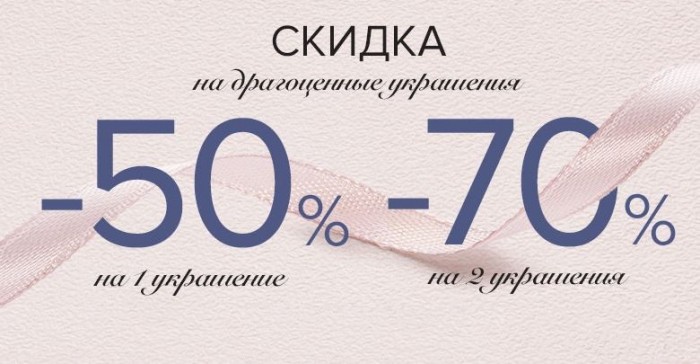 СКИДКА
на драгоценные украшения
-50% -70%
на 1 украшение на 2 украшения